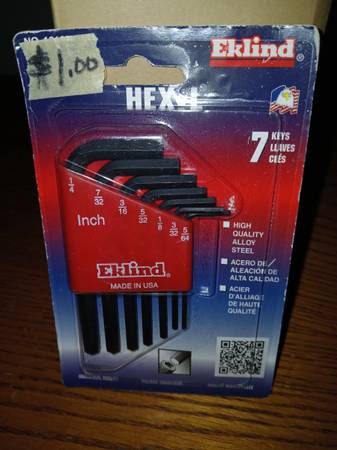 $1.00
Eklind®
HEX-L
7 KEYS
LLAVES
CLÉS
1/4
7/32
3/16
5/32
1/8
3/32
5/64
Inch
HIGH
QUALITY
ALLOY
STEEL
ACERO DE
ALEACIÓN DE
ALTA CALIDAD
ACIER
D'ALLIAGE
DE HAUTE
QUALITÉ
Eklind®
MADE IN USA